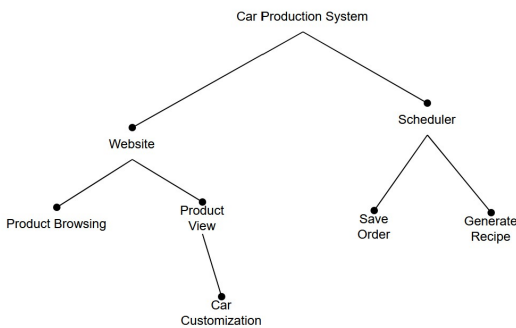 Car Production System
Scheduler
Website
Product Browsing
Product
View
Save
Order
Generate
Recipe
Car
Customization